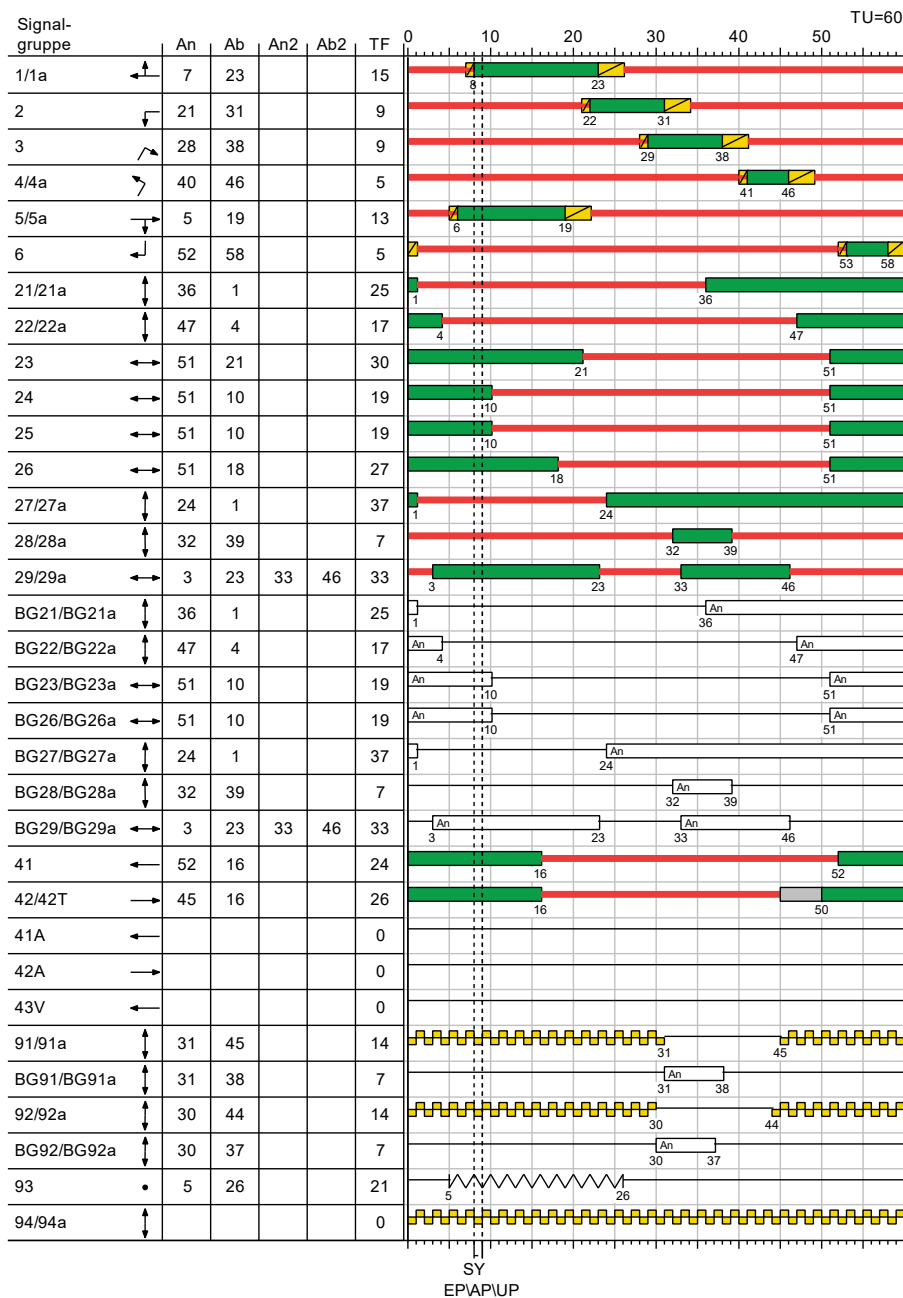 TU=60
Signal-
gruppe An Ab An2 Ab2 TF 0 10 20 30 40 50
1/1a 7 23 15 8 23
2 21 31 9 22 31
3 28 38 9 29 38
4/4a 40 46 5 41 46
5/5a 5 19 13 6 19
6 52 58 5 53 58
21/21a 36 1 25 1 36
22/22a 47 4 17 4 47
23 51 21 30 21 51
24 51 10 19 10 51
25 51 10 19 10 51
26 51 18 27 18 51
27/27a 24 1 37 1 24
28/28a 32 39 7 32 39
29/29a 3 23 33 46 33 3 23 33 46
BG21/BG21a 36 1 25 An 1 36
BG22/BG22a 47 4 17 An An 4 47
BG23/BG23a 51 10 19 An An 10 51
BG26/BG26a 51 10 19 An An 10 51
BG27/BG27a 24 1 37 An 1 24
BG28/BG28a 32 39 7 An 32 39
BG29/BG29a 3 23 33 46 33 An An 3 23 33 46
41 52 16 24 16 52
42/42T 45 16 26 16 50
41A 0
42A 0
43V 0
91/91a 31 45 14 31 45
BG91/BG91a 31 38 7 An 31 38
92/92a 30 44 14 30 44
BG92/BG92a 30 37 7 An 30 37
93 5 26 21 5 26
94/94a 0
SY
EP\AP\UP